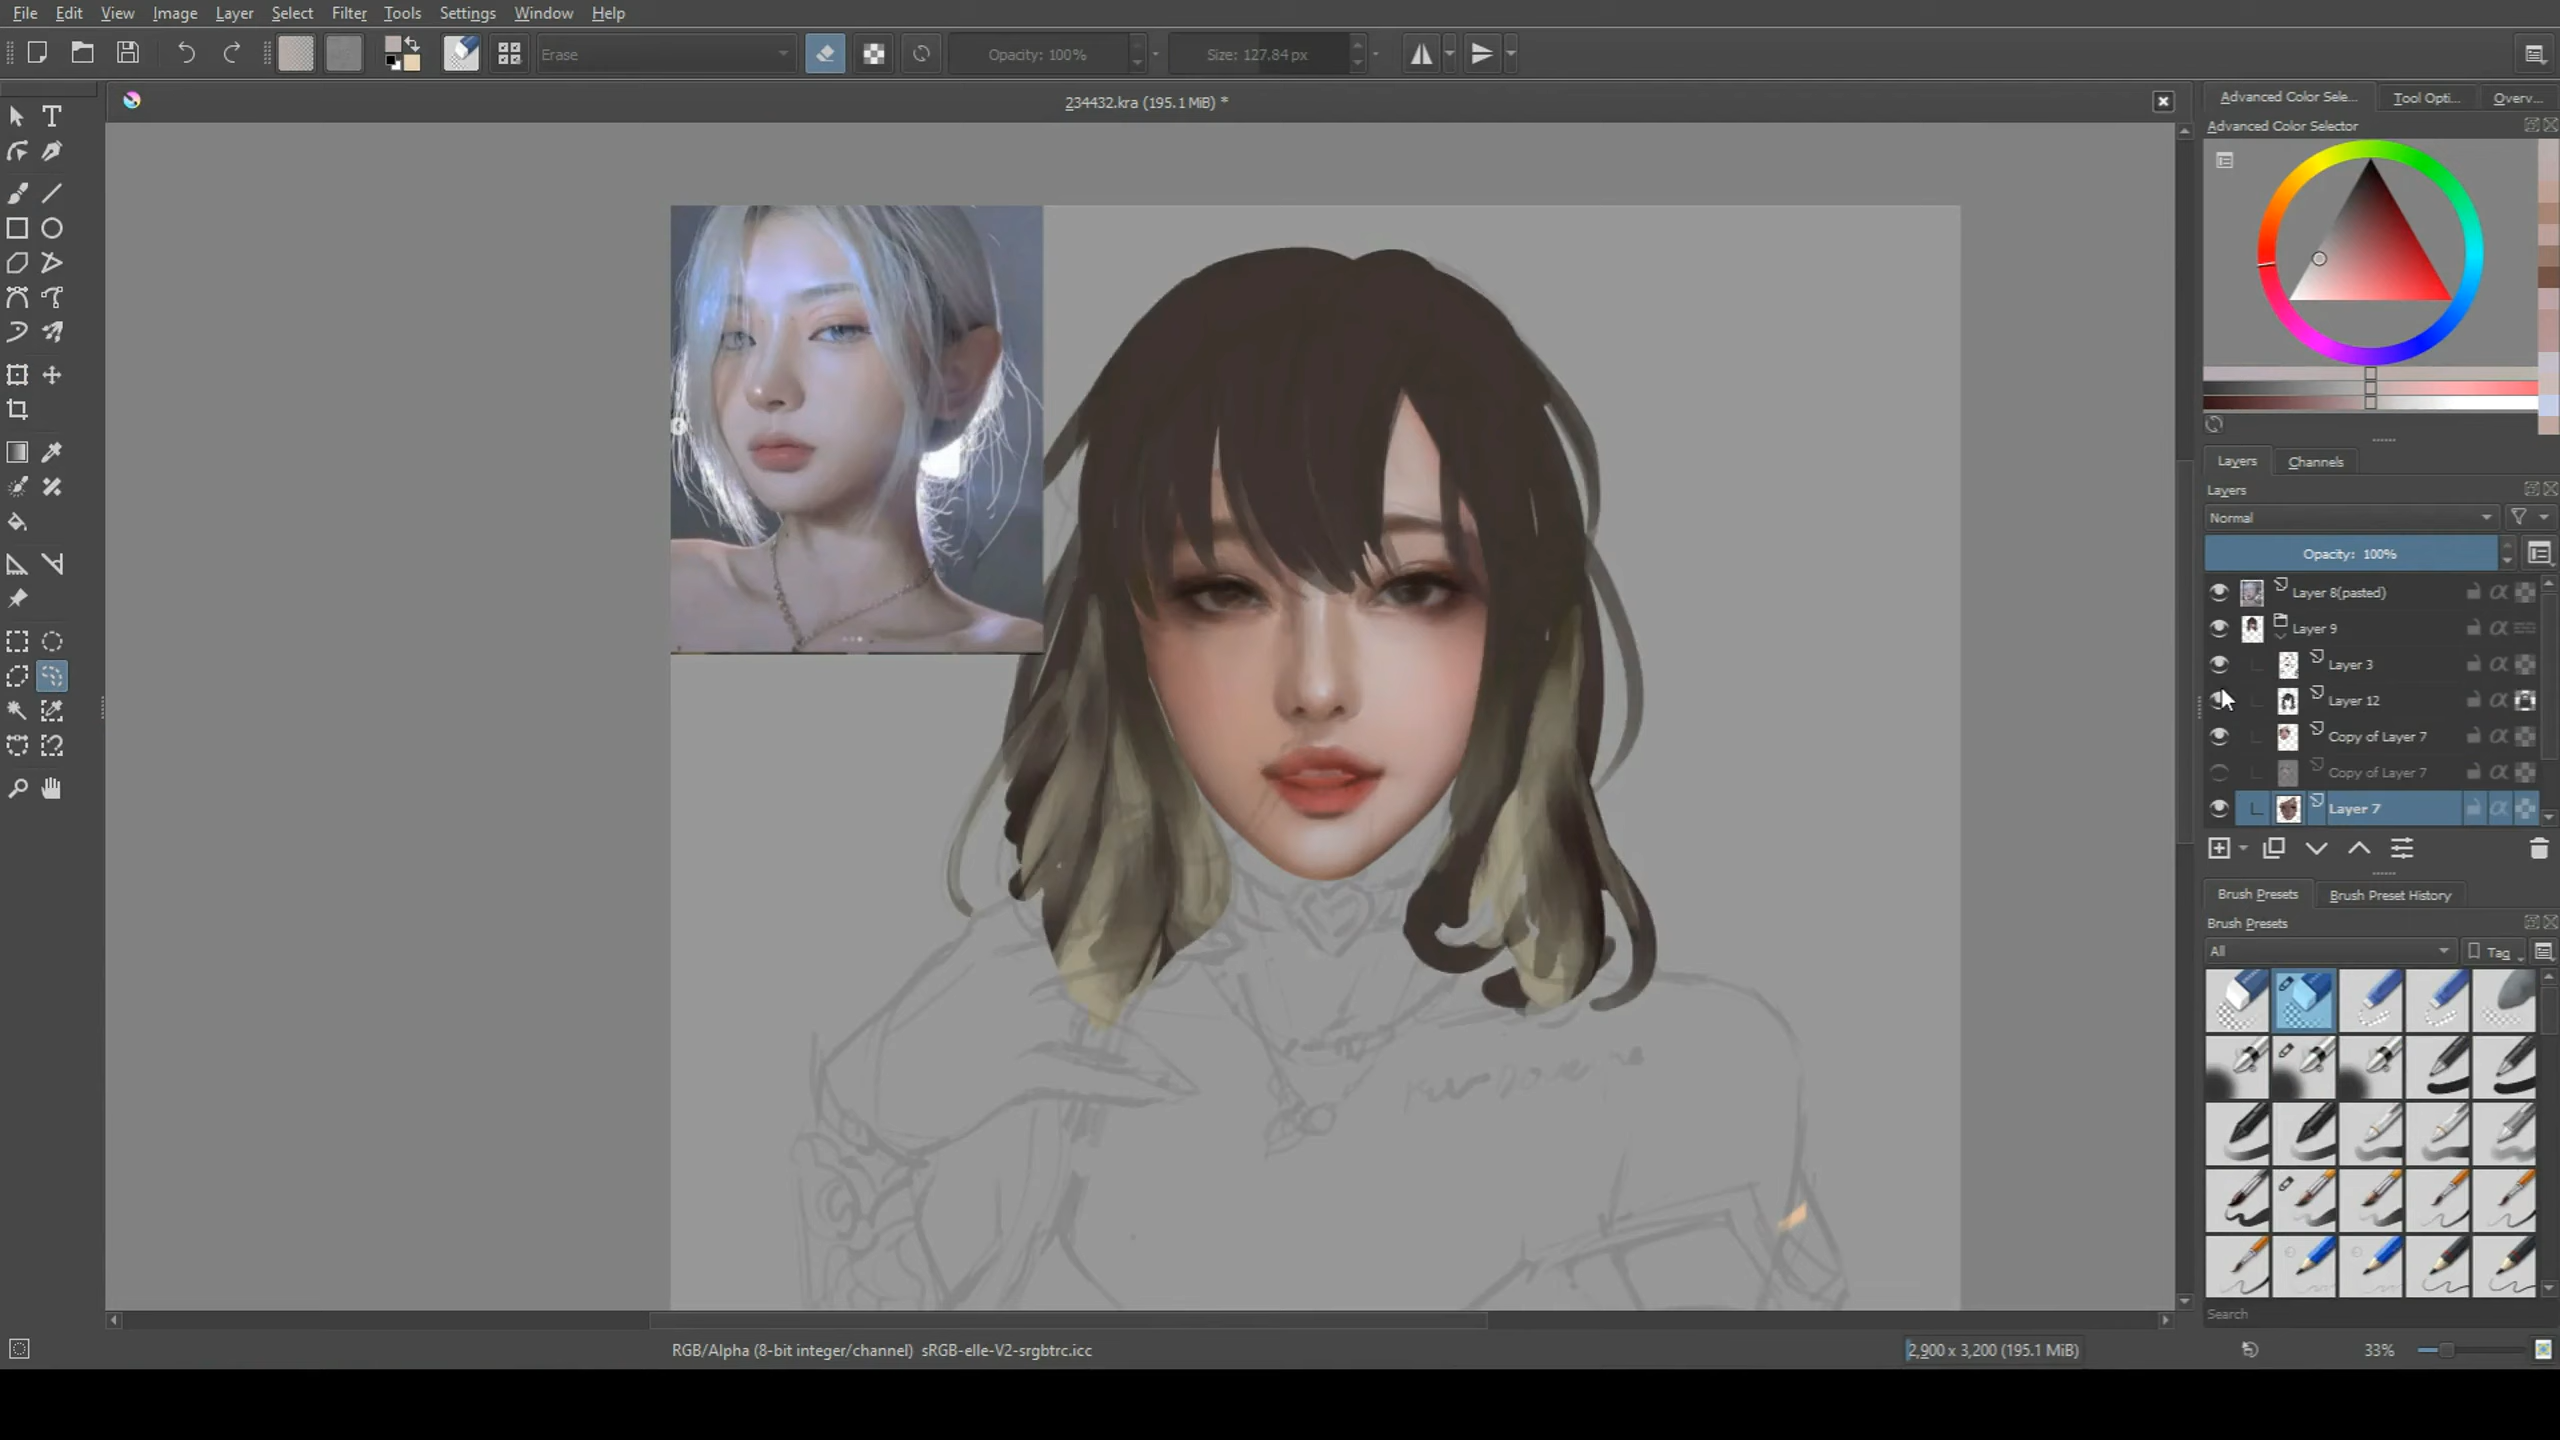 File Edit View Image Layer Select Filter Tools Settings Window Help
Erase Opacity: 100% Size: 127.84 px
234432.kra (195.1 MiB) *
Advanced Color Sele... Tool Opti... Overv...
Advanced Color Selector
Layers Channels
Layers
Normal
Opacity: 100%
Layer 8(pasted)
Layer 9
Layer 3
Layer 12
Copy of Layer 7
Copy of Layer 7
Layer 7
Brush Presets Brush Preset History
Brush Presets
All Tag
Search
RGB/Alpha (8-bit integer/channel) sRGB-elle-V2-srgbtrc.icc 2,900 x 3,200 (195.1 MiB) 33%